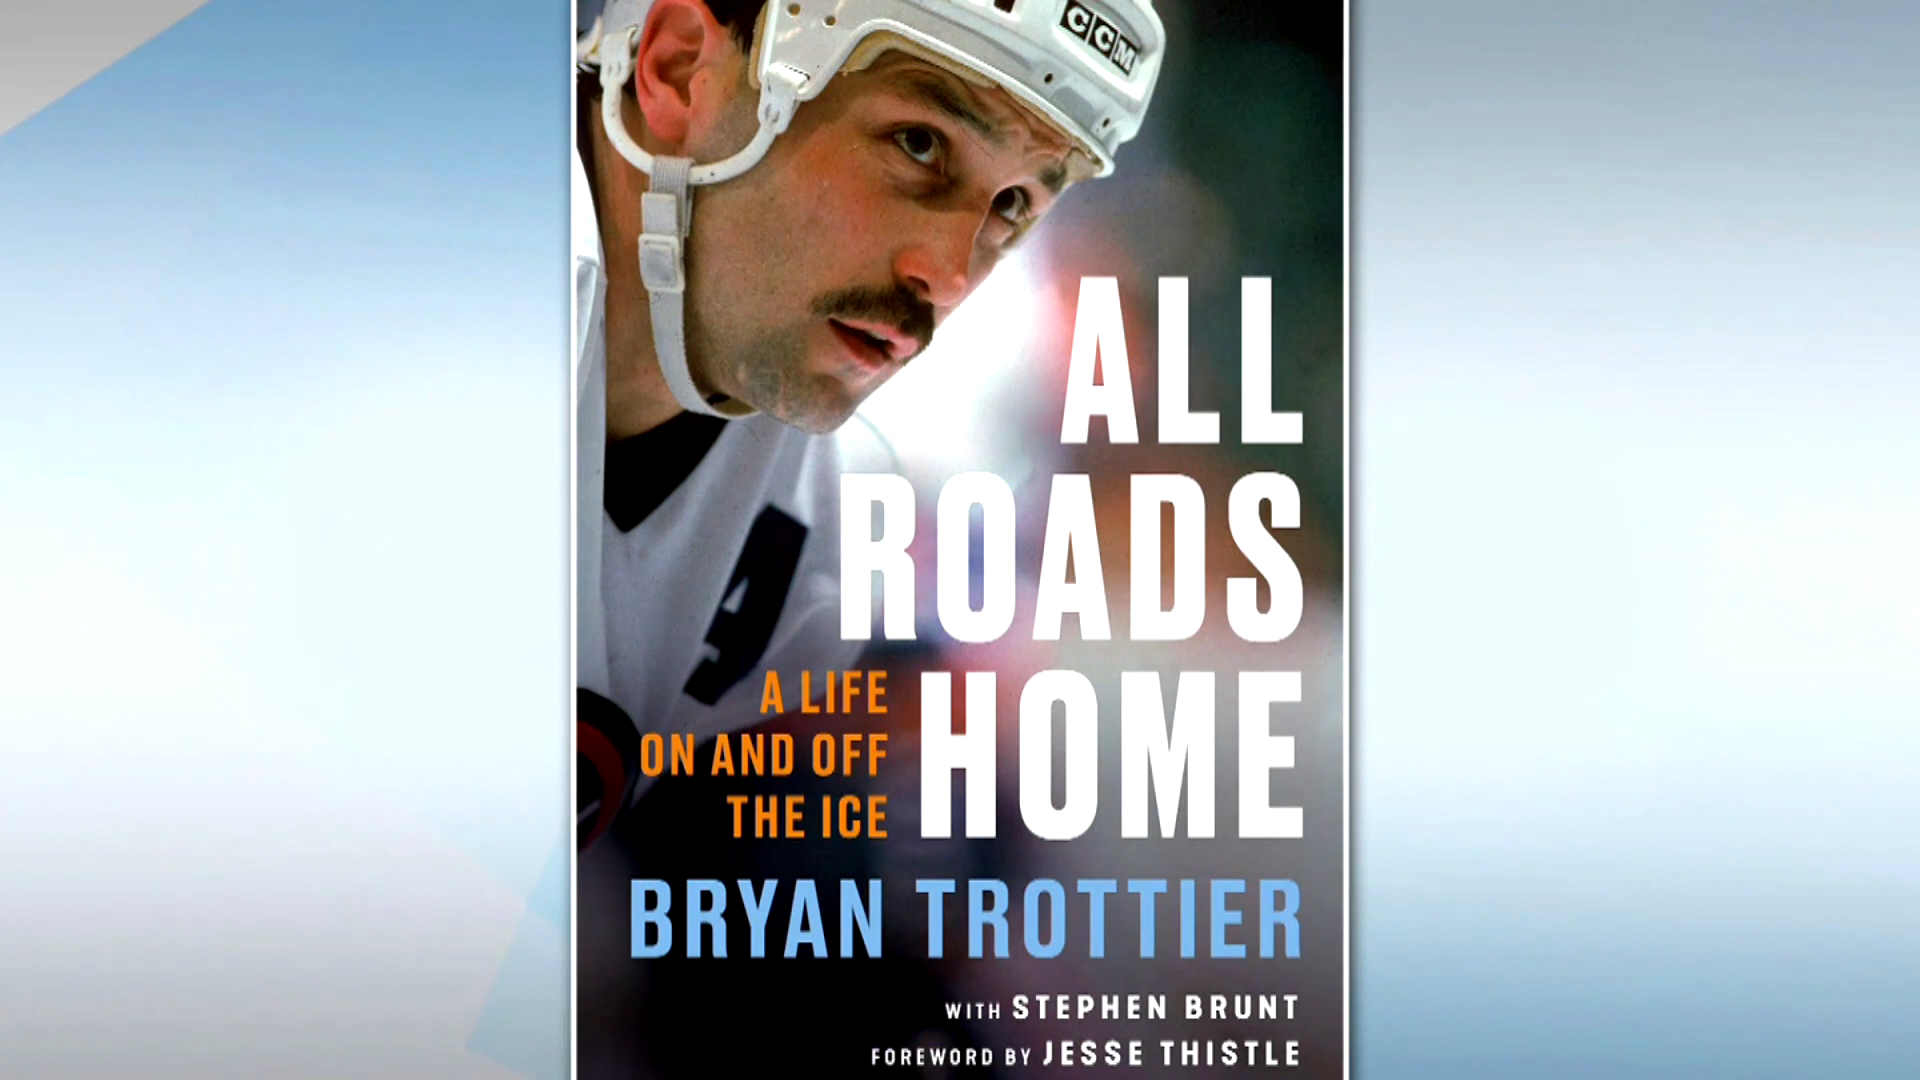 CCM
A
ALL
ROADS
HOME
A LIFE
ON AND OFF
THE ICE
BRYAN TROTTIER
WITH STEPHEN BRUNT
FOREWORD BY JESSE THISTLE